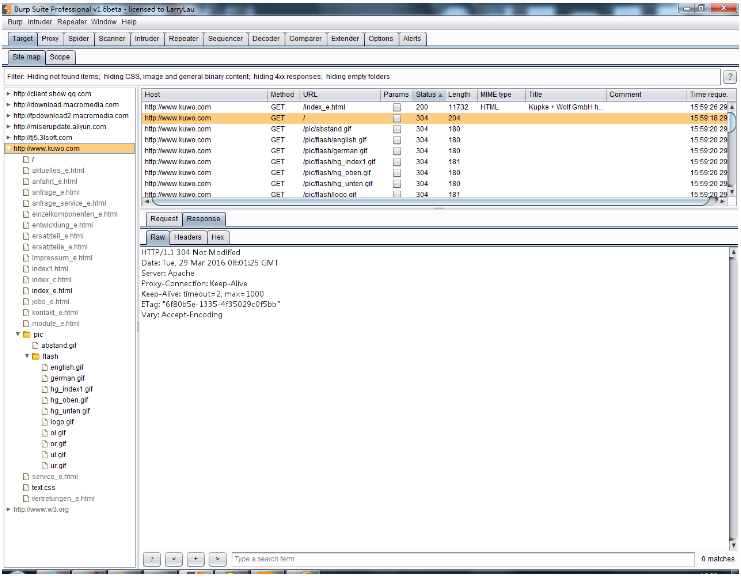 Burp Suite Professional v1.6beta - licensed to LarryLau
Burp Intruder Repeater Window Help
Target Proxy Spider Scanner Intruder Repeater Sequencer Decoder Comparer Extender Options Alerts
Site map Scope
Filter: Hiding not found items; hiding CSS, image and general binary content; hiding 4xx responses; hiding empty folders
?
http://client.show.qq.com
http://download.macromedia.com
http://fpdownload2.macromedia.com
http://miserupdate.aliyun.com
http://tj5.3lsoft.com
http://www.kuwo.com
/
aktuelles_e.html
anfahrt_e.html
anfrage_e.html
anfrage_service_e.html
einzelkomponenten_e.html
entwicklung_e.html
ersatzteil_e.html
ersatzteile_e.html
impressum_e.html
index1.html
index_c.html
index_e.html
jobs_e.html
kontakt_e.html
module_e.html
pic
abstand.gif
flash
english.gif
german.gif
hg_index1.gif
hg_oben.gif
hg_unten.gif
logo.gif
ol.gif
or.gif
ul.gif
ur.gif
service_e.html
text.css
vertretungen_e.html
http://www.w3.org
Host Method URL Params Status Length MIME type Title Comment Time reque.
http://www.kuwo.com GET /index_e.html 200 11732 HTML Kupke + Wolf GmbH h... 15:59:26 29
http://www.kuwo.com GET / 304 204 15:59:18 29
http://www.kuwo.com GET /pic/abstand.gif 304 180 15:59:20 29
http://www.kuwo.com GET /pic/flash/english.gif 304 180 15:59:20 29
http://www.kuwo.com GET /pic/flash/german.gif 304 180 15:59:20 29
http://www.kuwo.com GET /pic/flash/hg_index1.gif 304 181 15:59:20 29
http://www.kuwo.com GET /pic/flash/hg_oben.gif 304 180 15:59:20 29
http://www.kuwo.com GET /pic/flash/hg_unten.gif 304 180 15:59:20 29
http://www.kuwo.com GET /pic/flash/logo.gif 304 181 15:59:20 29
Request Response
Raw Headers Hex
HTTP/1.1 304 Not Modified
Date: Tue, 29 Mar 2016 08:01:25 GMT
Server: Apache
Proxy-Connection: Keep-Alive
Keep-Alive: timeout=2, max=1000
ETag: "6f80b5e-1335-4f35029c0f5bb"
Vary: Accept-Encoding
? < + > Type a search term 0 matches